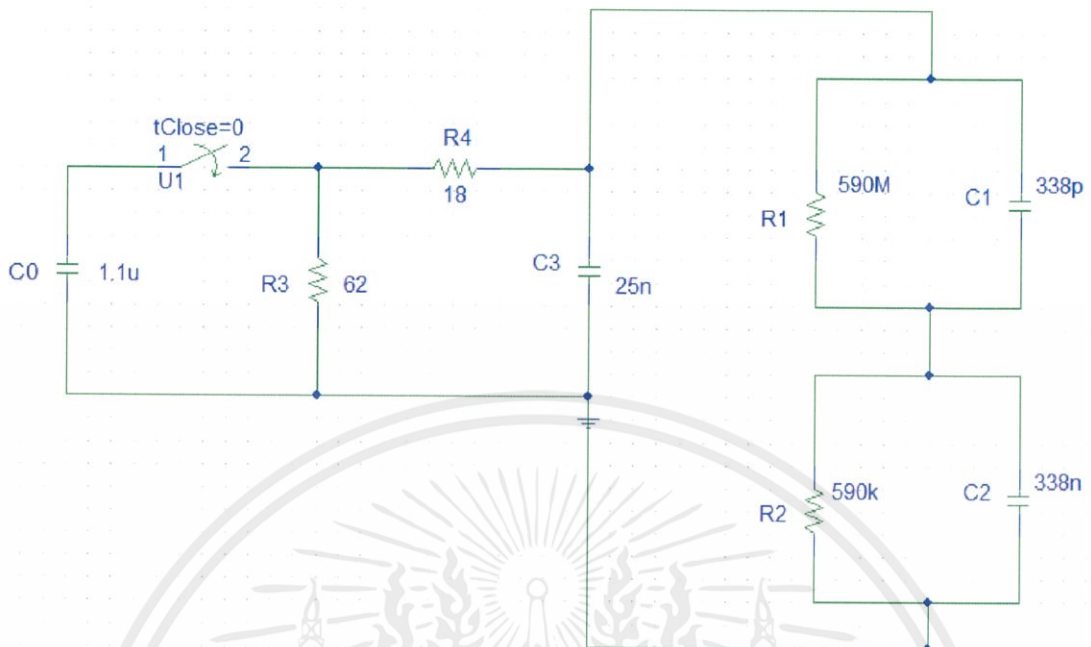 tClose=0
1 2
U1
R4
18
C0 1.1u
R3 62
C3
25n
590M
R1
C1 338p
590k
R2
C2 338n